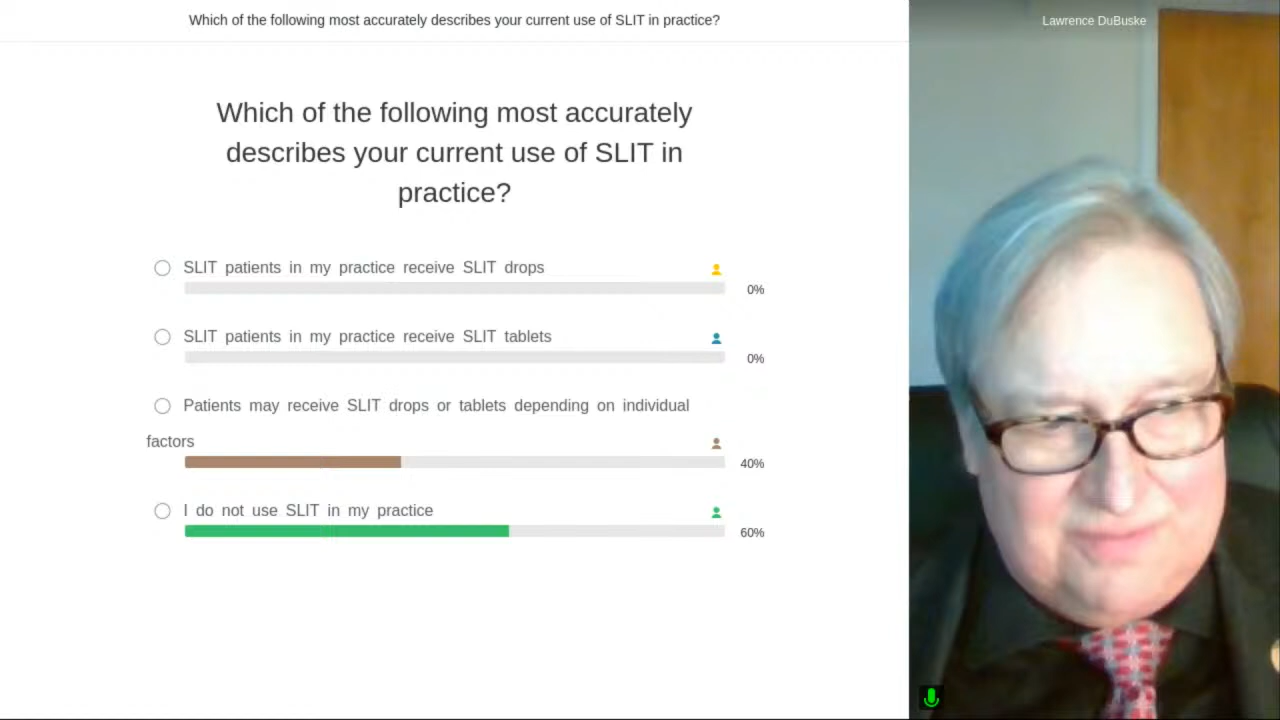 Which of the following most accurately describes your current use of SLIT in practice?
Lawrence DuBuske
Which of the following most accurately
describes your current use of SLIT in
practice?
SLIT patients in my practice receive SLIT drops
0%
SLIT patients in my practice receive SLIT tablets
0%
Patients may receive SLIT drops or tablets depending on individual
factors
40%
I do not use SLIT in my practice
60%